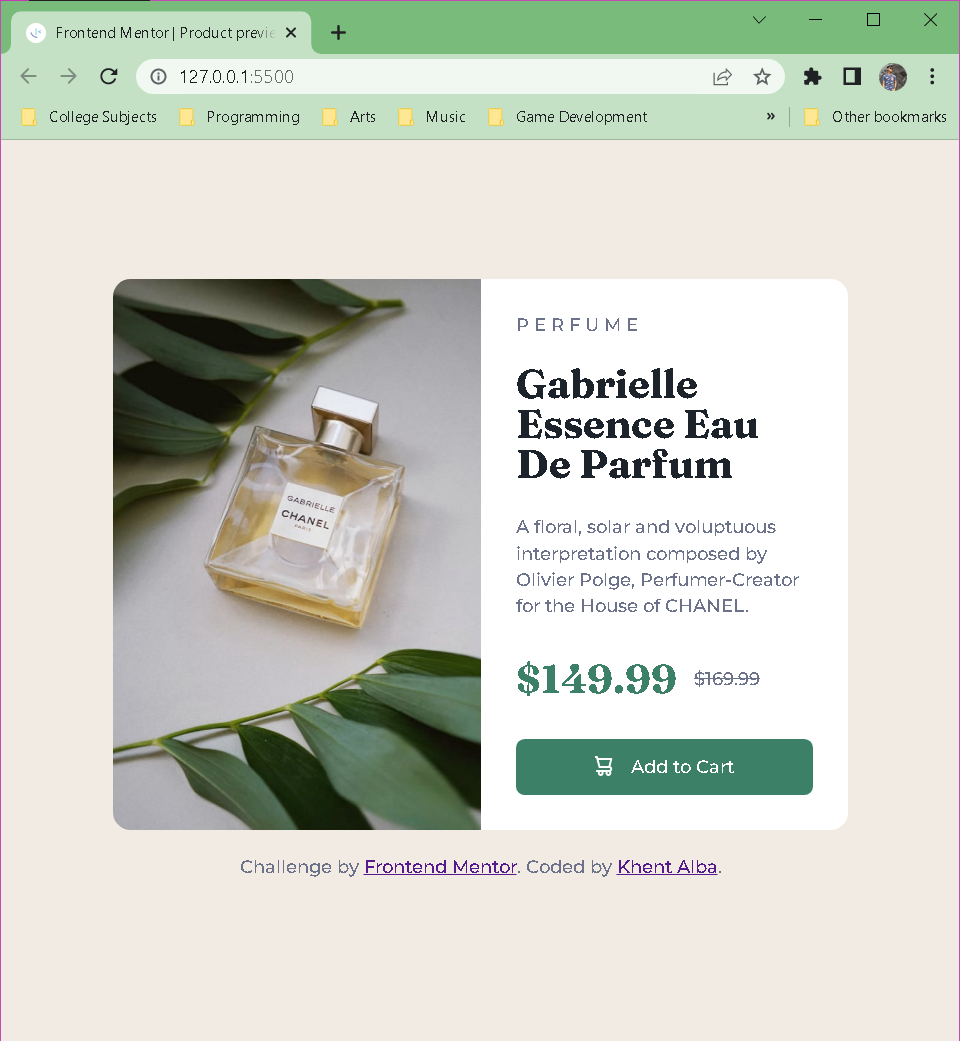 Frontend Mentor | Product previe
127.0.0.1:5500
College Subjects
Programming
Arts
Music
Game Development
»
Other bookmarks
GABRIELLE
CHANEL
PARIS
PERFUME
Gabrielle
Essence Eau
De Parfum
A floral, solar and voluptuous
interpretation composed by
Olivier Polge, Perfumer-Creator
for the House of CHANEL.
$149.99 $169.99
Add to Cart
Challenge by Frontend Mentor. Coded by Khent Alba.